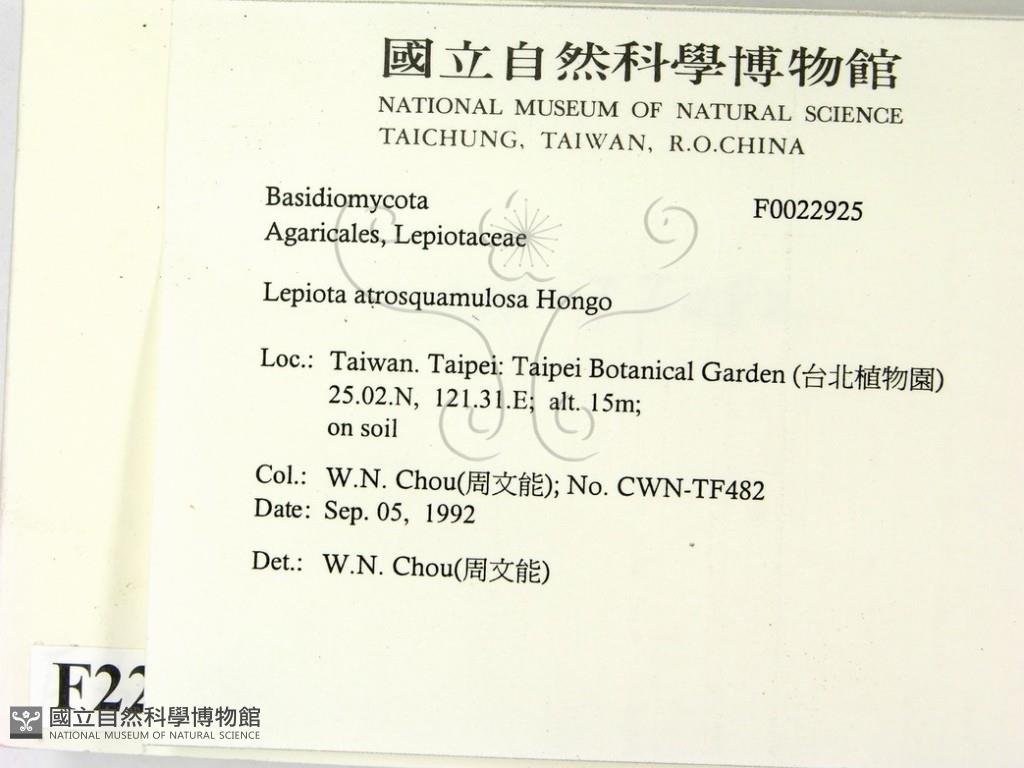 國立自然科學博物館
NATIONAL MUSEUM OF NATURAL SCIENCE
TAICHUNG, TAIWAN, R.O.CHINA
Basidiomycota F0022925
Agaricales, Lepiotaceae
Lepiota atrosquamulosa Hongo
Loc.: Taiwan. Taipei: Taipei Botanical Garden (台北植物園)
25.02.N, 121.31.E; alt. 15m;
on soil
Col.: W.N. Chou(周文能); No. CWN-TF482
Date: Sep. 05, 1992
Det.: W.N. Chou(周文能)
F22
國立自然科學博物館
NATIONAL MUSEUM OF NATURAL SCIENCE